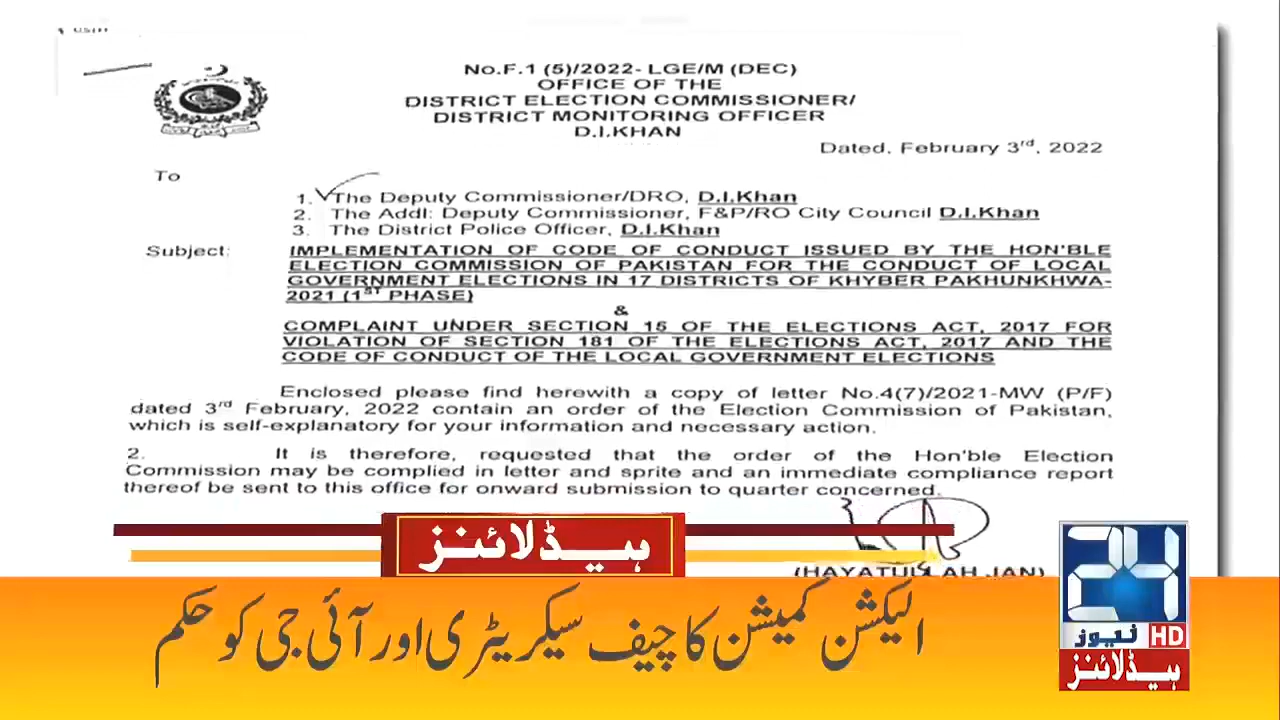 No.F.1 (5)/2022- LGE/M (DEC)
OFFICE OF THE
DISTRICT ELECTION COMMISSIONER/
DISTRICT MONITORING OFFICER
D.I.KHAN
Dated, February 3rd, 2022
To
1. The Deputy Commissioner/DRO, D.I.Khan
2. The Addl: Deputy Commissioner, F&P/RO City Council D.I.Khan
3. The District Police Officer, D.I.Khan
Subject: IMPLEMENTATION OF CODE OF CONDUCT ISSUED BY THE HON'BLE
ELECTION COMMISSION OF PAKISTAN FOR THE CONDUCT OF LOCAL
GOVERNMENT ELECTIONS IN 17 DISTRICTS OF KHYBER PAKHUNKHWA-
2021 (1ST PHASE)
&
COMPLAINT UNDER SECTION 15 OF THE ELECTIONS ACT, 2017 FOR
VIOLATION OF SECTION 181 OF THE ELECTIONS ACT, 2017 AND THE
CODE OF CONDUCT OF THE LOCAL GOVERNMENT ELECTIONS
Enclosed please find herewith a copy of letter No.4(7)/2021-MW (P/F)
dated 3rd February, 2022 contain an order of the Election Commission of Pakistan,
which is self-explanatory for your information and necessary action.
2. It is therefore, requested that the order of the Hon'ble Election
Commission may be complied in letter and sprite and an immediate compliance report
thereof be sent to this office for onward submission to quarter concerned.
(HAYATULLAH JAN)
ہیڈلائنز
الیکشن کمیشن کا چیف سیکریٹری اور آئی جی کو حکم
24
نیوز HD
ہیڈلائنز